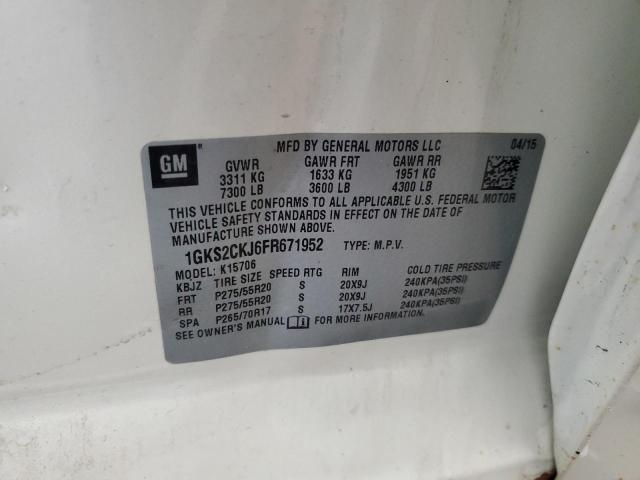 GM
MFD BY GENERAL MOTORS LLC 04/15
GVWR GAWR FRT GAWR RR
3311 KG 1633 KG 1951 KG
7300 LB 3600 LB 4300 LB
THIS VEHICLE CONFORMS TO ALL APPLICABLE U.S. FEDERAL MOTOR
VEHICLE SAFETY STANDARDS IN EFFECT ON THE DATE OF
MANUFACTURE SHOWN ABOVE.
1GKS2CKJ6FR671952 TYPE: M.P.V.
MODEL: K15706
KBJZ TIRE SIZE SPEED RTG RIM COLD TIRE PRESSURE
FRT P275/55R20 S 20X9J 240KPA(35PSI)
RR P275/55R20 S 20X9J 240KPA(35PSI)
SPA P265/70R17 S 17X7.5J 240KPA(35PSI)
SEE OWNER'S MANUAL FOR MORE INFORMATION.